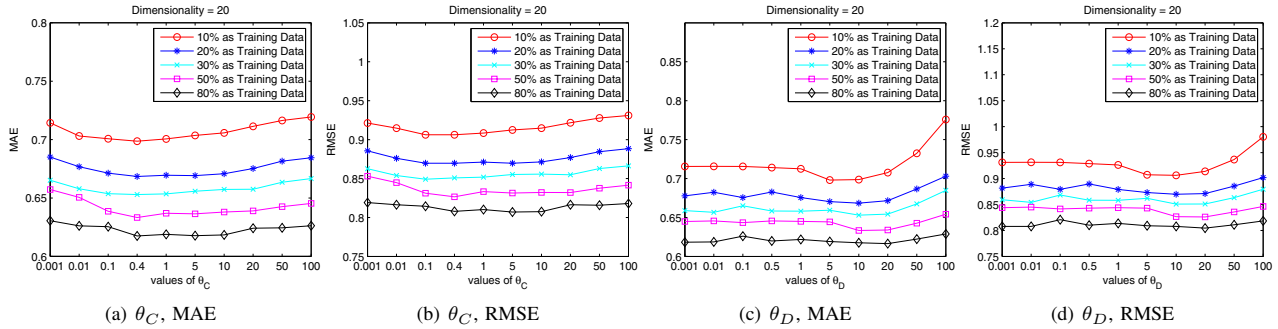 Dimensionality = 20
0.8
0.75
0.7
0.65
0.6
MAE
10% as Training Data
20% as Training Data
30% as Training Data
50% as Training Data
80% as Training Data
0.001 0.01 0.1 0.4 1 5 10 20 50 100
values of θC
(a) θC, MAE
Dimensionality = 20
1.05
1
0.95
0.9
0.85
0.8
0.75
RMSE
10% as Training Data
20% as Training Data
30% as Training Data
50% as Training Data
80% as Training Data
0.001 0.01 0.1 0.4 1 5 10 20 50 100
values of θC
(b) θC, RMSE
Dimensionality = 20
0.85
0.8
0.75
0.7
0.65
0.6
MAE
10% as Training Data
20% as Training Data
30% as Training Data
50% as Training Data
80% as Training Data
0.001 0.01 0.1 0.5 1 5 10 20 50 100
values of θD
(c) θD, MAE
Dimensionality = 20
1.2
1.15
1.1
1.05
1
0.95
0.9
0.85
0.8
0.75
RMSE
10% as Training Data
20% as Training Data
30% as Training Data
50% as Training Data
80% as Training Data
0.001 0.01 0.1 0.5 1 5 10 20 50 100
values of θD
(d) θD, RMSE